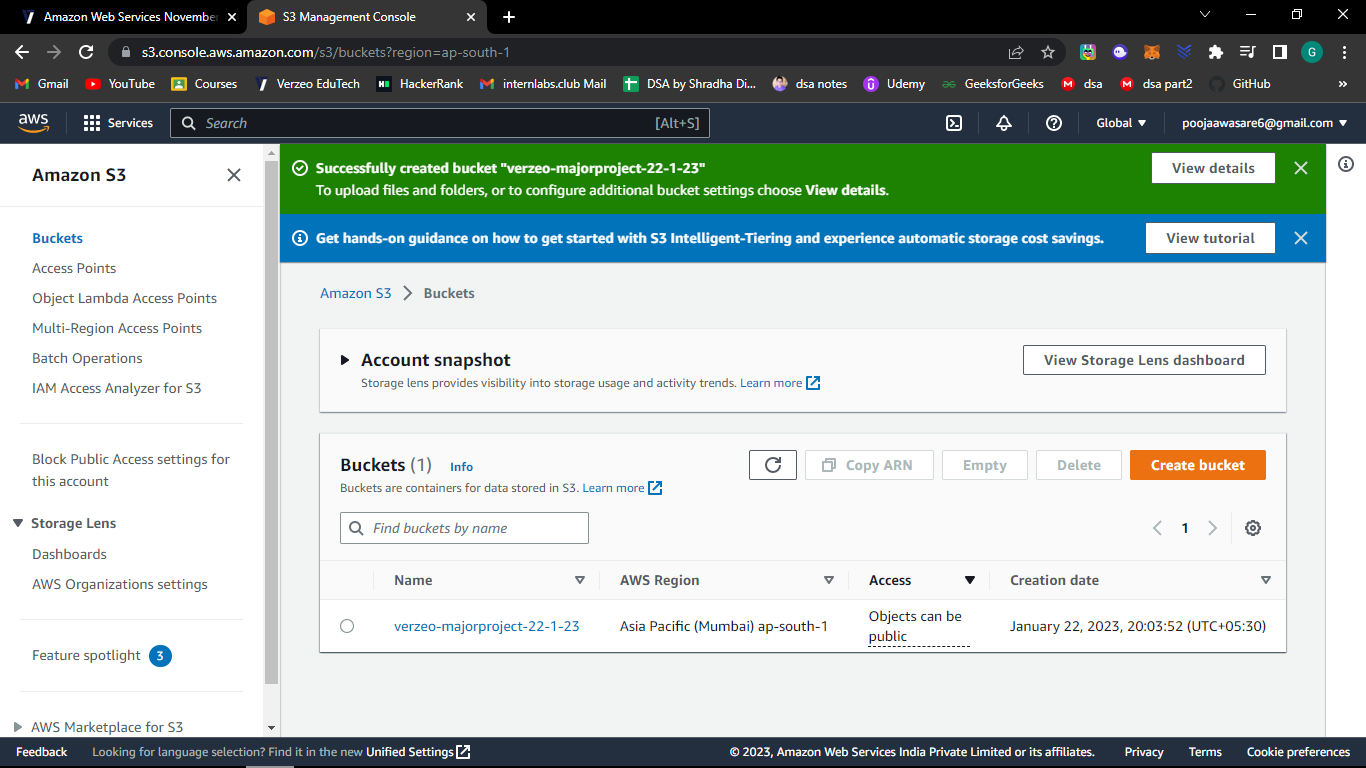 Amazon Web Services November
S3 Management Console
s3.console.aws.amazon.com/s3/buckets?region=ap-south-1
G
Gmail
YouTube
Courses
Verzeo EduTech
HackerRank
internlabs.club Mail
DSA by Shradha Di...
dsa notes
Udemy
GeeksforGeeks
dsa
dsa part2
GitHub
aws
Services
Search
[Alt+S]
Global
poojaawasare6@gmail.com
Amazon S3
Buckets
Access Points
Object Lambda Access Points
Multi-Region Access Points
Batch Operations
IAM Access Analyzer for S3
Block Public Access settings for
this account
Storage Lens
Dashboards
AWS Organizations settings
Feature spotlight 3
AWS Marketplace for S3
Successfully created bucket "verzeo-majorproject-22-1-23"
To upload files and folders, or to configure additional bucket settings choose View details.
View details
Get hands-on guidance on how to get started with S3 Intelligent-Tiering and experience automatic storage cost savings.
View tutorial
Amazon S3 > Buckets
Account snapshot
Storage lens provides visibility into storage usage and activity trends. Learn more
View Storage Lens dashboard
Buckets (1) Info
Buckets are containers for data stored in S3. Learn more
Copy ARN
Empty
Delete
Create bucket
Find buckets by name
1
Name
AWS Region
Access
Creation date
verzeo-majorproject-22-1-23
Asia Pacific (Mumbai) ap-south-1
Objects can be
public
January 22, 2023, 20:03:52 (UTC+05:30)
Feedback
Looking for language selection? Find it in the new Unified Settings
© 2023, Amazon Web Services India Private Limited or its affiliates.
Privacy
Terms
Cookie preferences